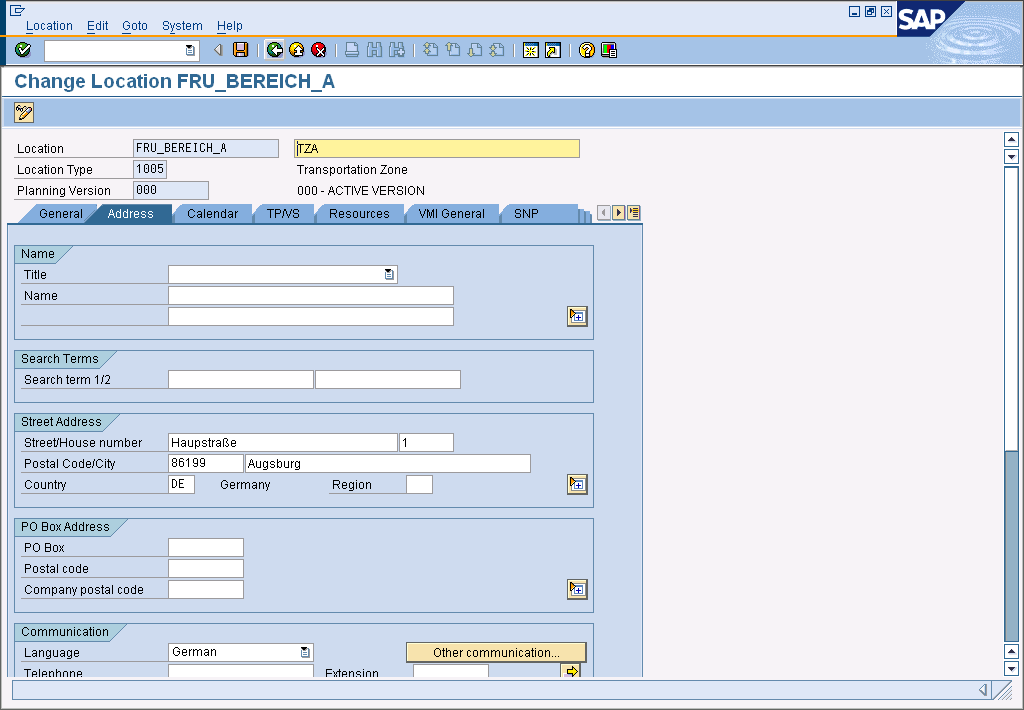 Location Edit Goto System Help
SAP
Change Location FRU_BEREICH_A
Location FRU_BEREICH_A TZA
Location Type 1005 Transportation Zone
Planning Version 000 000 - ACTIVE VERSION
General Address Calendar TP/VS Resources VMI General SNP
Name
Title
Name
Search Terms
Search term 1/2
Street Address
Street/House number Haupstraße 1
Postal Code/City 86199 Augsburg
Country DE Germany Region
PO Box Address
PO Box
Postal code
Company postal code
Communication
Language German Other communication...
Telephone Extension